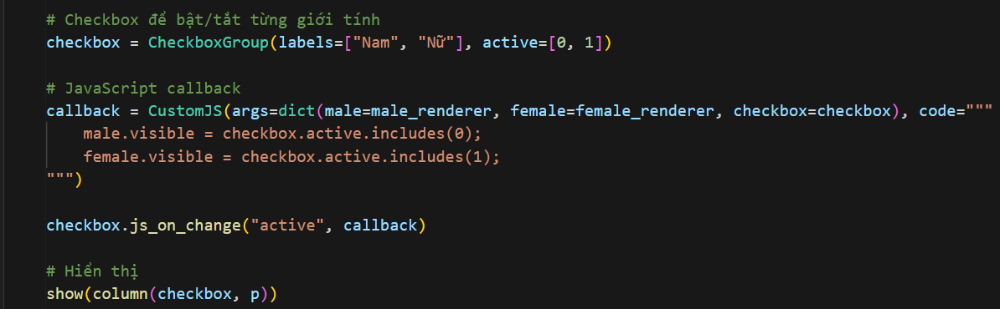 # Checkbox để bật/tắt từng giới tính
checkbox = CheckboxGroup(labels=["Nam", "Nữ"], active=[0, 1])
# JavaScript callback
callback = CustomJS(args=dict(male=male_renderer, female=female_renderer, checkbox=checkbox), code="""
    male.visible = checkbox.active.includes(0);
    female.visible = checkbox.active.includes(1);
""")
checkbox.js_on_change("active", callback)
# Hiển thị
show(column(checkbox, p))